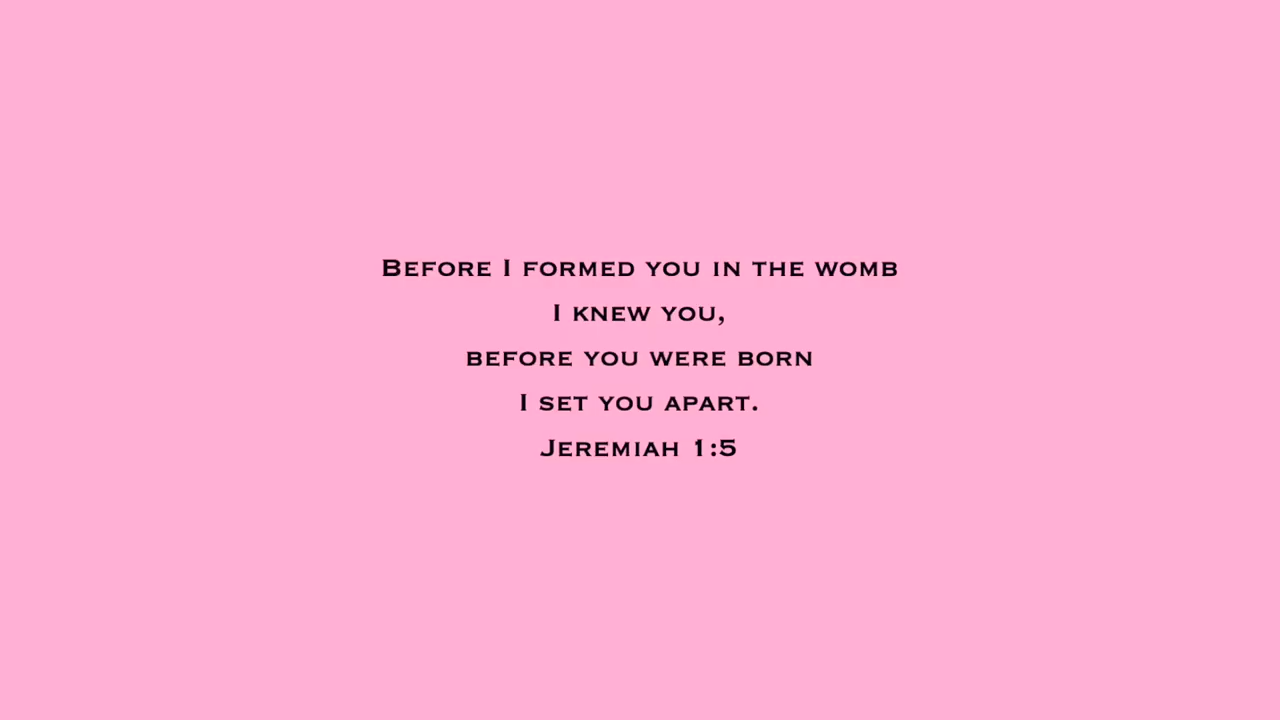 Before I formed you in the womb
I knew you,
before you were born
I set you apart.
Jeremiah 1:5